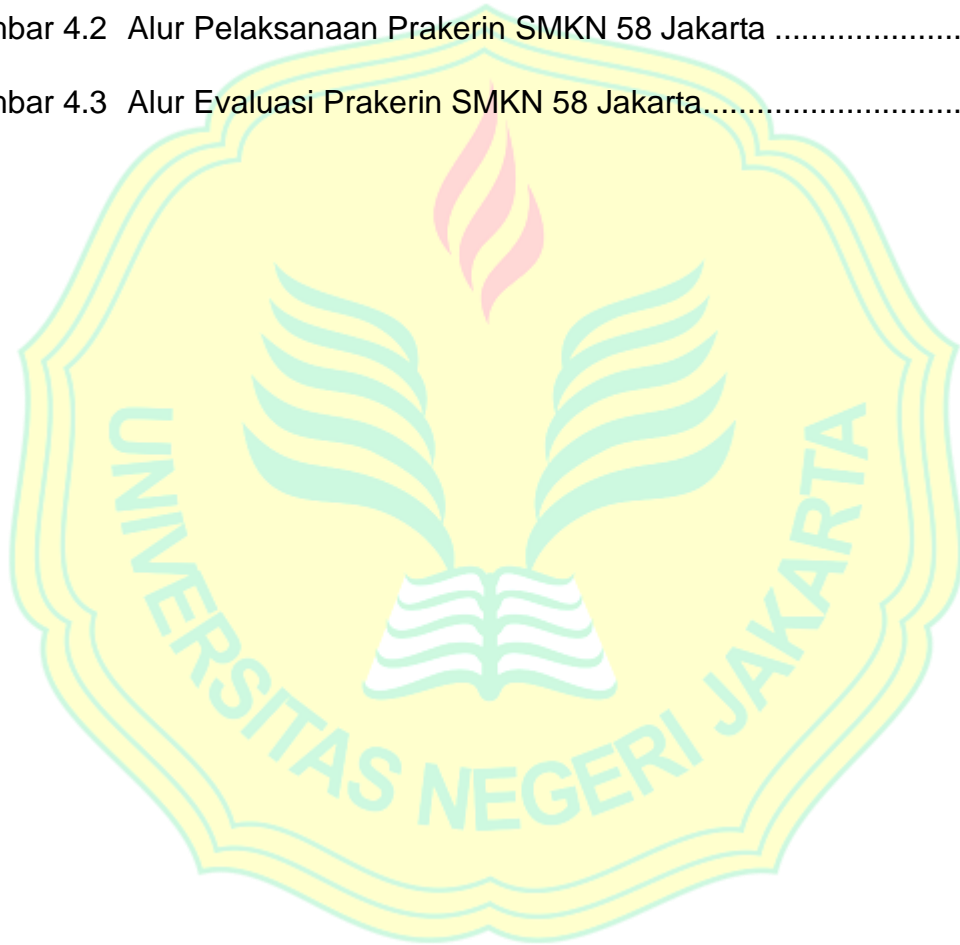 mbar 4.2 Alur Pelaksanaan Prakerin SMKN 58 Jakarta .....................
mbar 4.3 Alur Evaluasi Prakerin SMKN 58 Jakarta..............................
UNIVERSITAS NEGERI JAKARTA